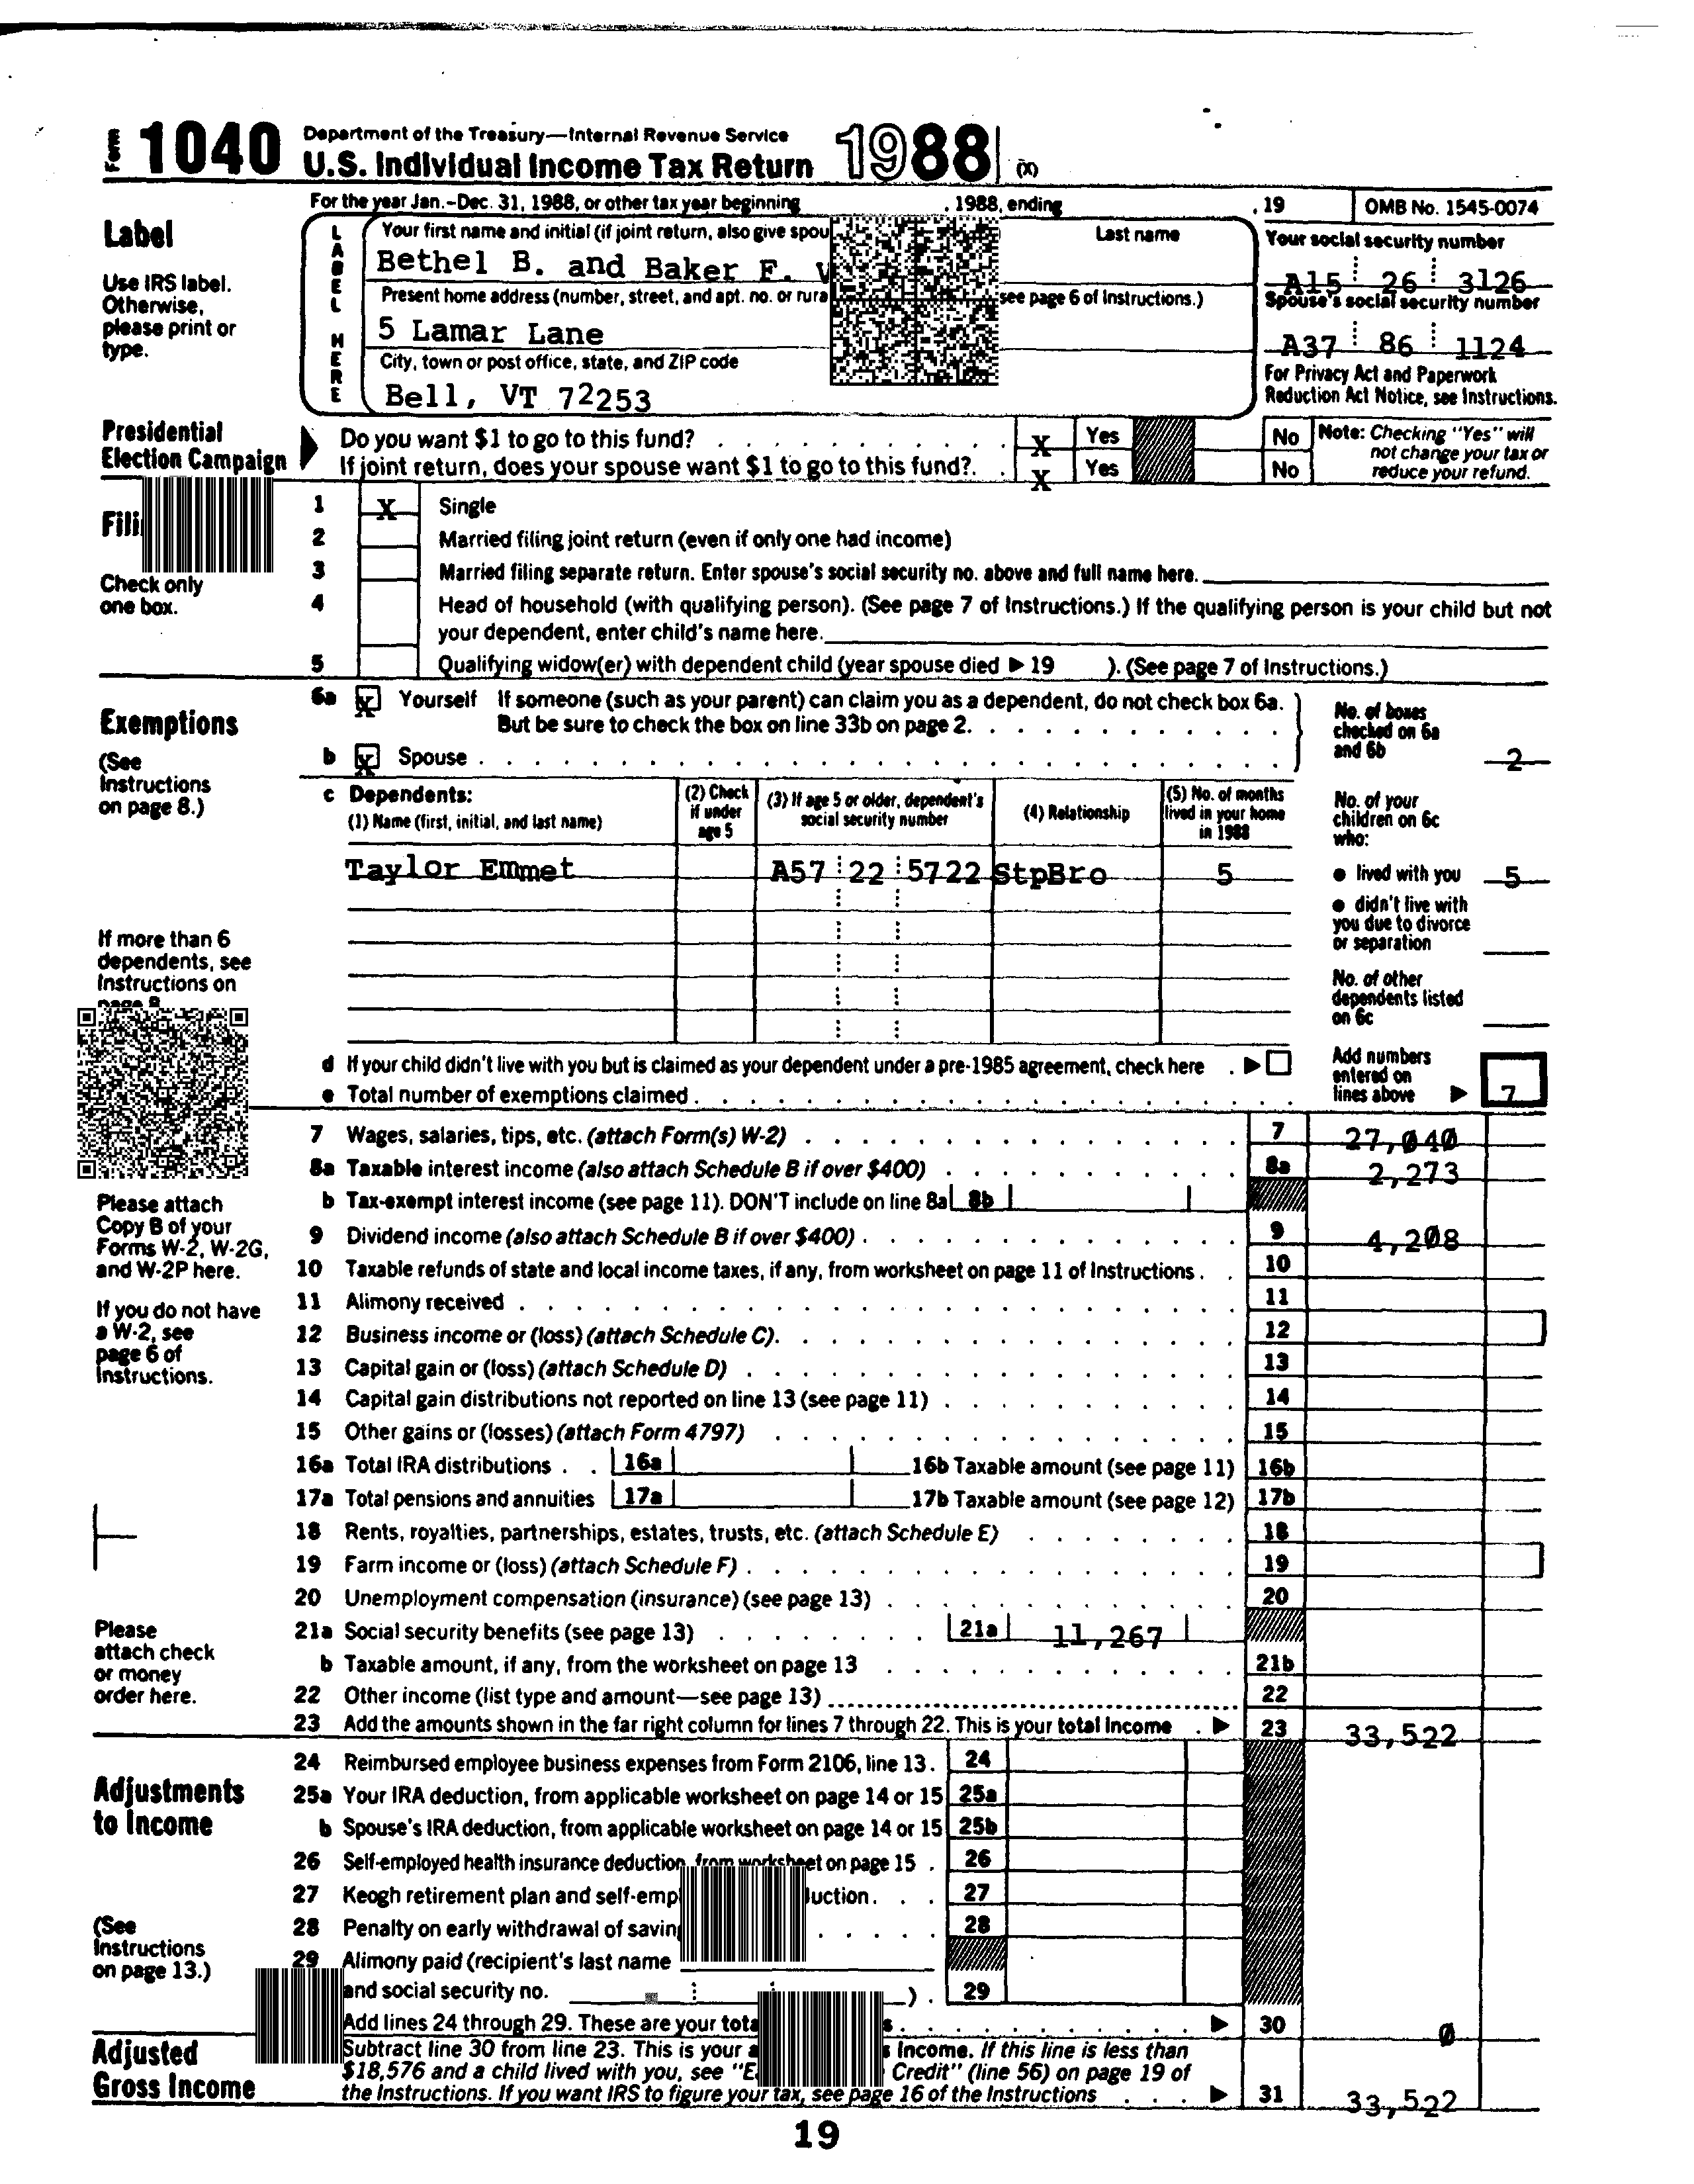 Form 1040 Department of the Treasury—Internal Revenue Service
U.S. Individual Income Tax Return 1988 (X)
For the year Jan.-Dec. 31, 1988, or other tax year beginning , 1988, ending , 19 OMB No. 1545-0074
Label
Use IRS label.
Otherwise,
please print or
type.
LABEL HERE
Your first name and initial (if joint return, also give Last name
Bethel B. and Baker F.
Present home address (number, street, and apt. no. or see page 6 of Instructions.)
5 Lamar Lane
City, town or post office, state, and ZIP code
Bell, VT 72253
Your social security number
A15 26 3126
Spouse's social security number
A37 86 1124
For Privacy Act and Paperwork
Reduction Act Notice, see Instructions.
Presidential
Election Campaign
Do you want $1 to go to this fund? X Yes No
If joint return, does your spouse want $1 to go to this fund?. X Yes No
Note: Checking "Yes" will
not change your tax or
reduce your refund.
Check only
one box.
1 X Single
2 Married filing joint return (even if only one had income)
3 Married filing separate return. Enter spouse's social security no. above and full name here.
4 Head of household (with qualifying person). (See page 7 of Instructions.) If the qualifying person is your child but not
your dependent, enter child's name here.
5 Qualifying widow(er) with dependent child (year spouse died ▶ 19 ). (See page 7 of Instructions.)
Exemptions
(See
Instructions
on page 8.)
6a X Yourself If someone (such as your parent) can claim you as a dependent, do not check box 6a.
But be sure to check the box on line 33b on page 2.
b X Spouse
No. of boxes
checked on 6a
and 6b 2
c Dependents:
(1) Name (first, initial, and last name)
(2) Check
if under
age 5
(3) If age 5 or older, dependent's
social security number
(4) Relationship
(5) No. of months
lived in your home
in 1988
Taylor Emmet A57 22 5722 StpBro 5
No. of your
children on 6c
who:
● lived with you 5
● didn't live with
you due to divorce
or separation
No. of other
dependents listed
on 6c
If more than 6
dependents, see
Instructions on
page 8
d If your child didn't live with you but is claimed as your dependent under a pre-1985 agreement, check here
e Total number of exemptions claimed
Add numbers
entered on
lines above ▶ 7
Please attach
Copy B of your
Forms W-2, W-2G,
and W-2P here.
If you do not have
a W-2, see
page 6 of
Instructions.
7 Wages, salaries, tips, etc. (attach Form(s) W-2) 7 27,040
8a Taxable interest income (also attach Schedule B if over $400) 8a 2,273
b Tax-exempt interest income (see page 11). DON'T include on line 8a 8b
9 Dividend income (also attach Schedule B if over $400) 9 4,208
10 Taxable refunds of state and local income taxes, if any, from worksheet on page 11 of Instructions 10
11 Alimony received 11
12 Business income or (loss) (attach Schedule C). 12
13 Capital gain or (loss) (attach Schedule D) 13
14 Capital gain distributions not reported on line 13 (see page 11) 14
15 Other gains or (losses) (attach Form 4797) 15
16a Total IRA distributions 16a 16b Taxable amount (see page 11) 16b
17a Total pensions and annuities 17a 17b Taxable amount (see page 12) 17b
18 Rents, royalties, partnerships, estates, trusts, etc. (attach Schedule E) 18
19 Farm income or (loss) (attach Schedule F) 19
20 Unemployment compensation (insurance) (see page 13) 20
21a Social security benefits (see page 13) 21a 11,267
b Taxable amount, if any, from the worksheet on page 13 21b
22 Other income (list type and amount—see page 13) 22
23 Add the amounts shown in the far right column for lines 7 through 22. This is your total income ▶ 23 33,522
Please
attach check
or money
order here.
Adjustments
to Income
(See
Instructions
on page 13.)
24 Reimbursed employee business expenses from Form 2106, line 13. 24
25a Your IRA deduction, from applicable worksheet on page 14 or 15 25a
b Spouse's IRA deduction, from applicable worksheet on page 14 or 15 25b
26 Self-employed health insurance deduction, from worksheet on page 15 26
27 Keogh retirement plan and 27
28 Penalty on early withdrawal of 28
29 Alimony paid (recipient's last name
and social security no. ). 29
Add lines 24 through 29. These are your ▶ 30 0
Adjusted
Gross Income
Subtract line 30 from line 23. This is your Income. If this line is less than
$18,576 and a child lived with you, see Credit" (line 56) on page 19 of
the Instructions. If you want IRS to figure your tax, see page 16 of the Instructions ▶ 31 33,522
19